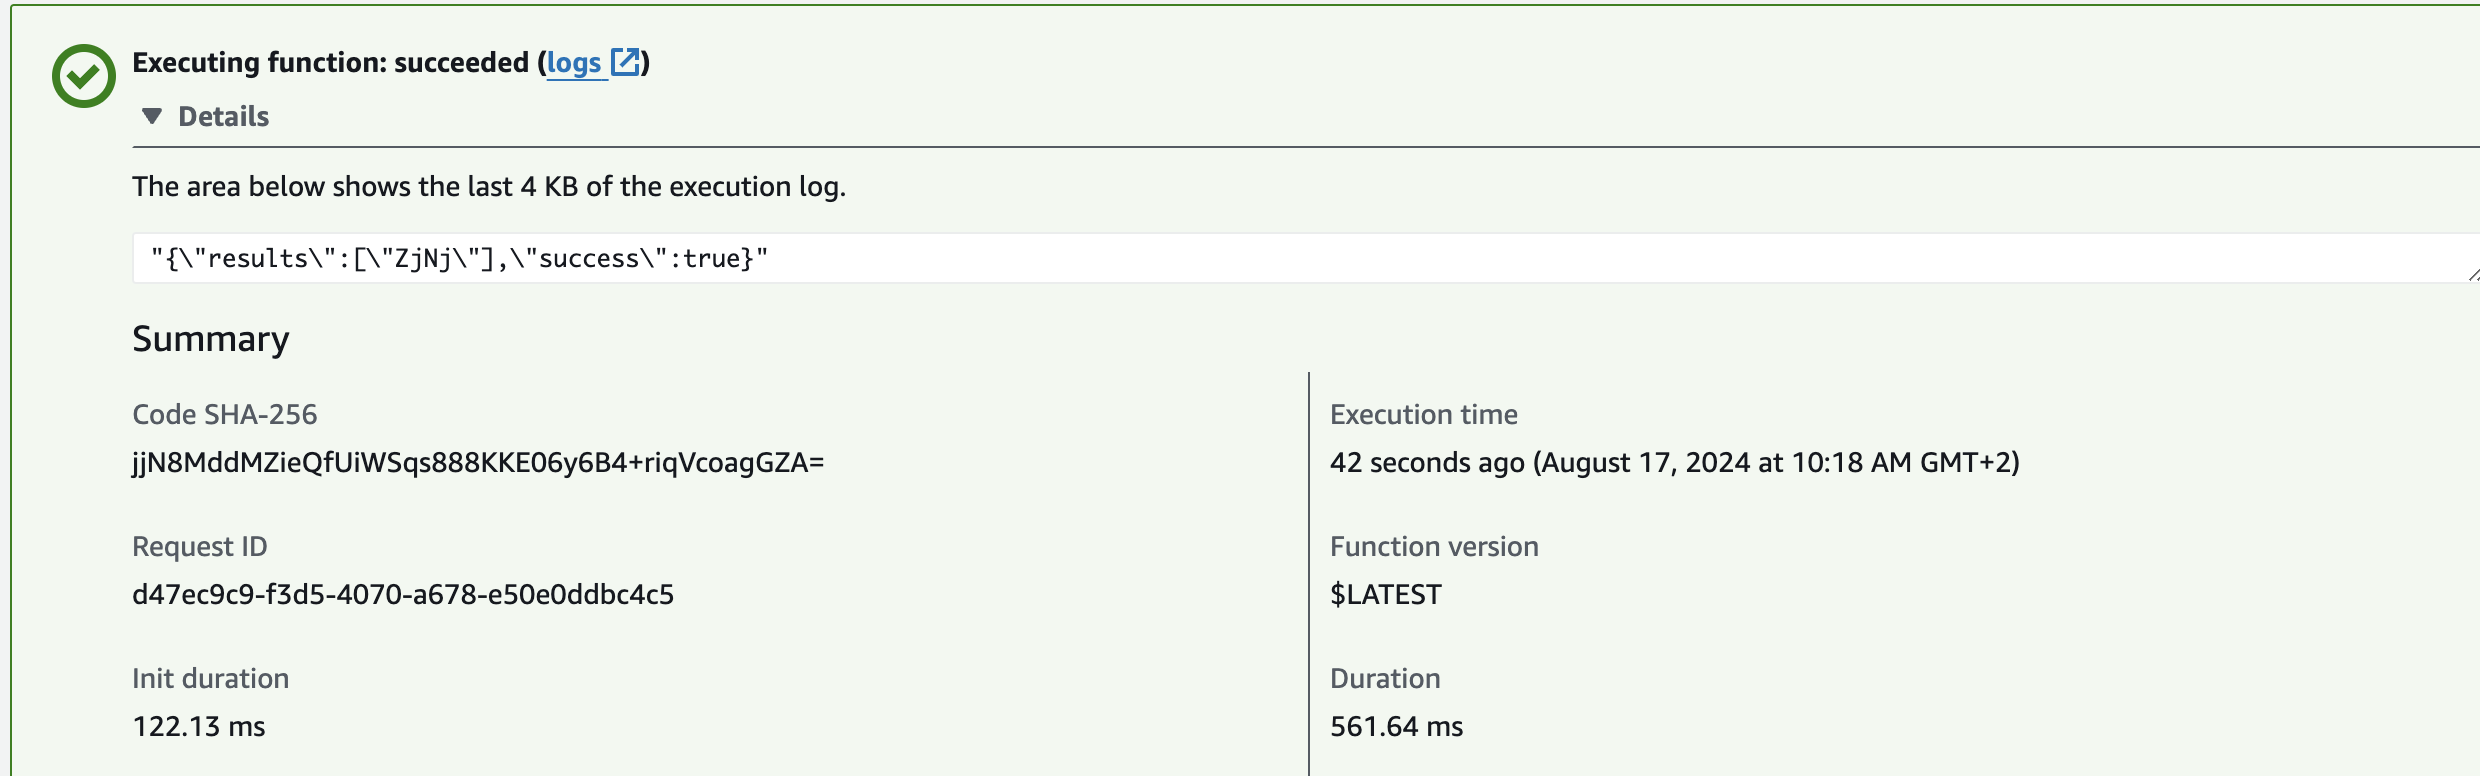 Executing function: succeeded (logs)
Details
The area below shows the last 4 KB of the execution log.
"{\"results\":[\"ZjNj\"],\"success\":true}"
Summary
Code SHA-256
jjN8MddMZieQfUiWSqs888KKE06y6B4+riqVcoagGZA=
Execution time
42 seconds ago (August 17, 2024 at 10:18 AM GMT+2)
Request ID
d47ec9c9-f3d5-4070-a678-e50e0ddbc4c5
Function version
$LATEST
Init duration
122.13 ms
Duration
561.64 ms